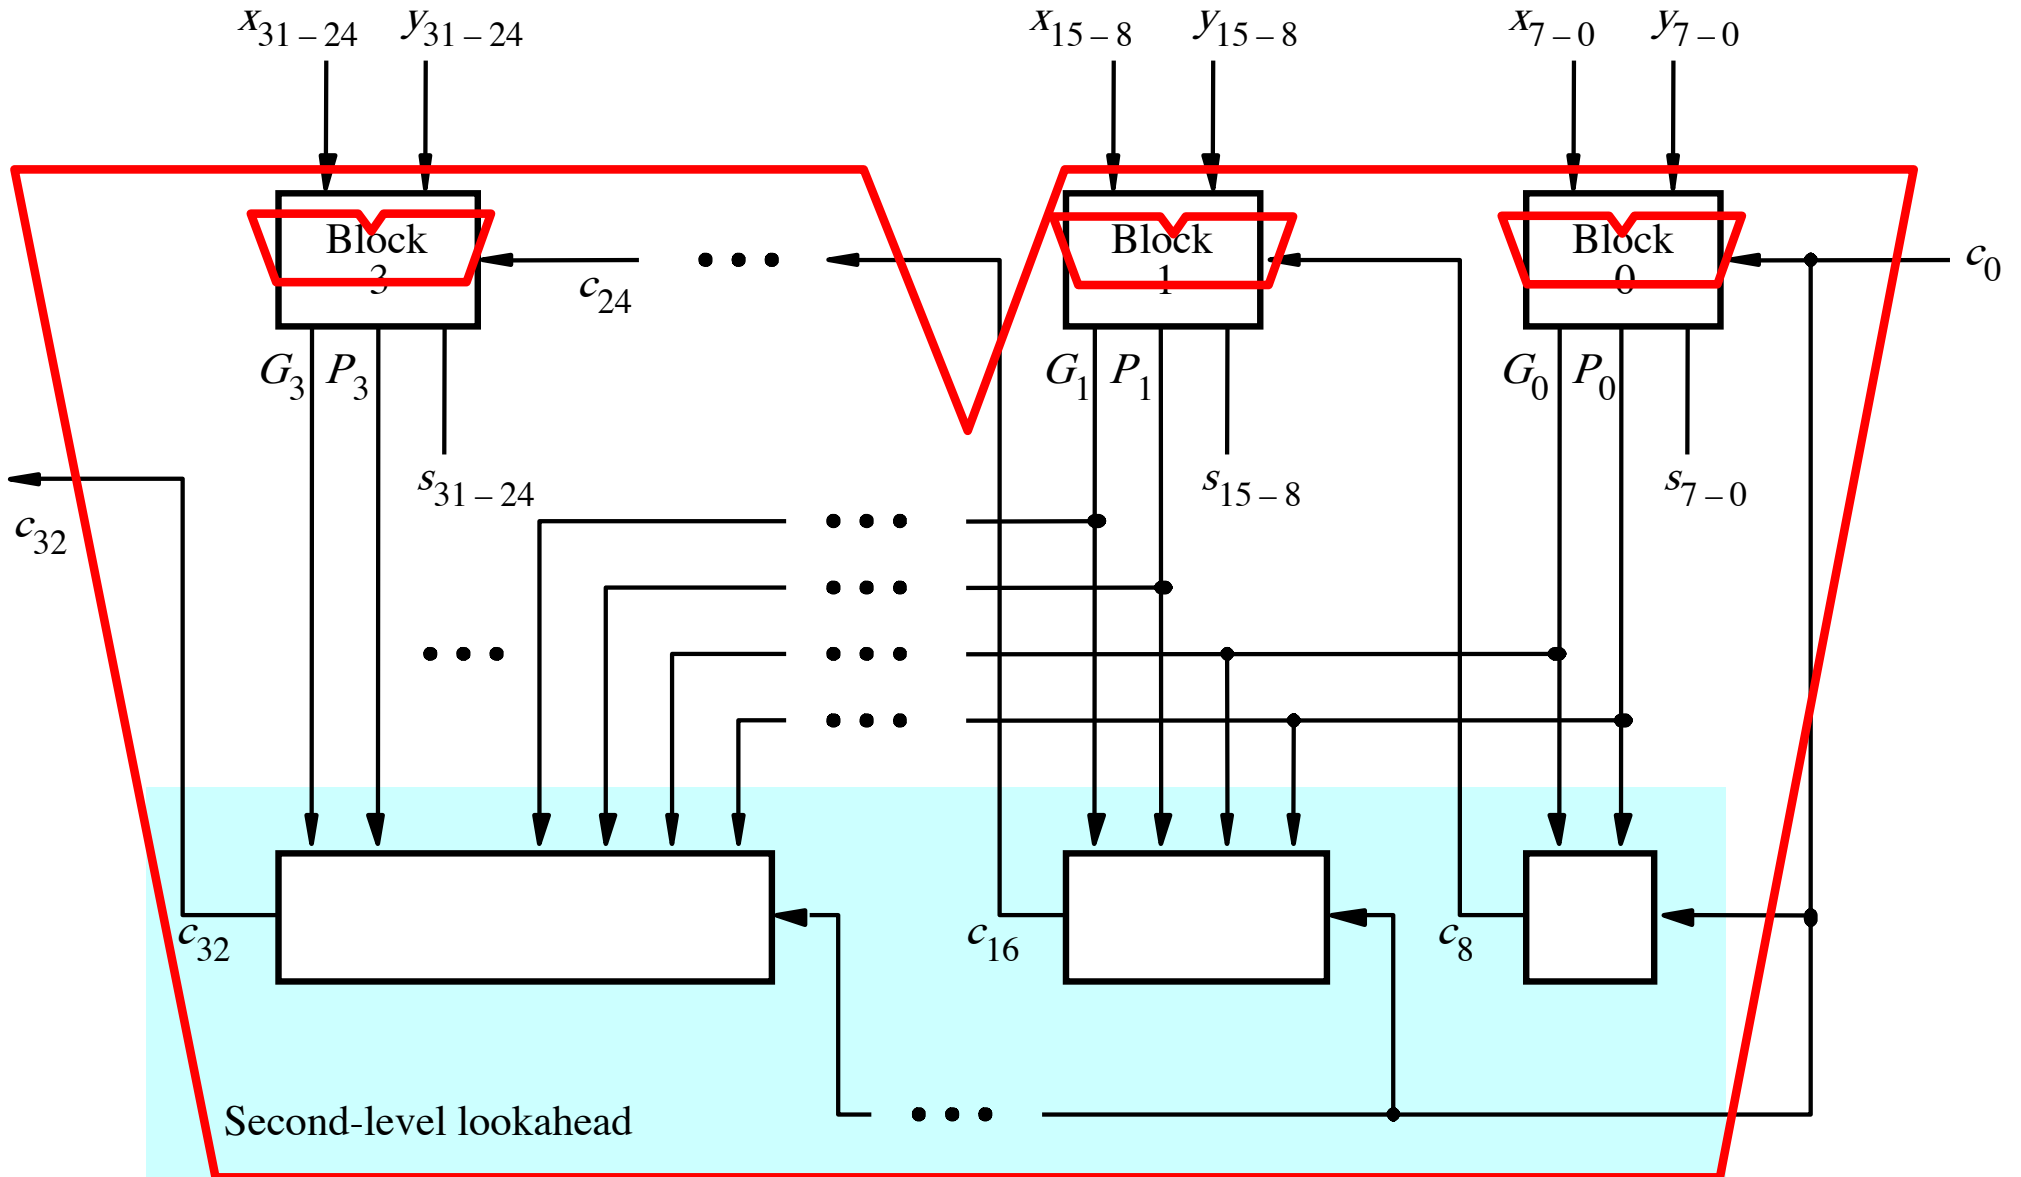 x31 – 24 y31 – 24 x15 – 8 y15 – 8 x7 – 0 y7 – 0
Block 3
Block 1
Block 0
c24
c0
G3 P3 G1 P1 G0 P0
s31 – 24 s15 – 8 s7 – 0
c32
c32 c16 c8
Second-level lookahead